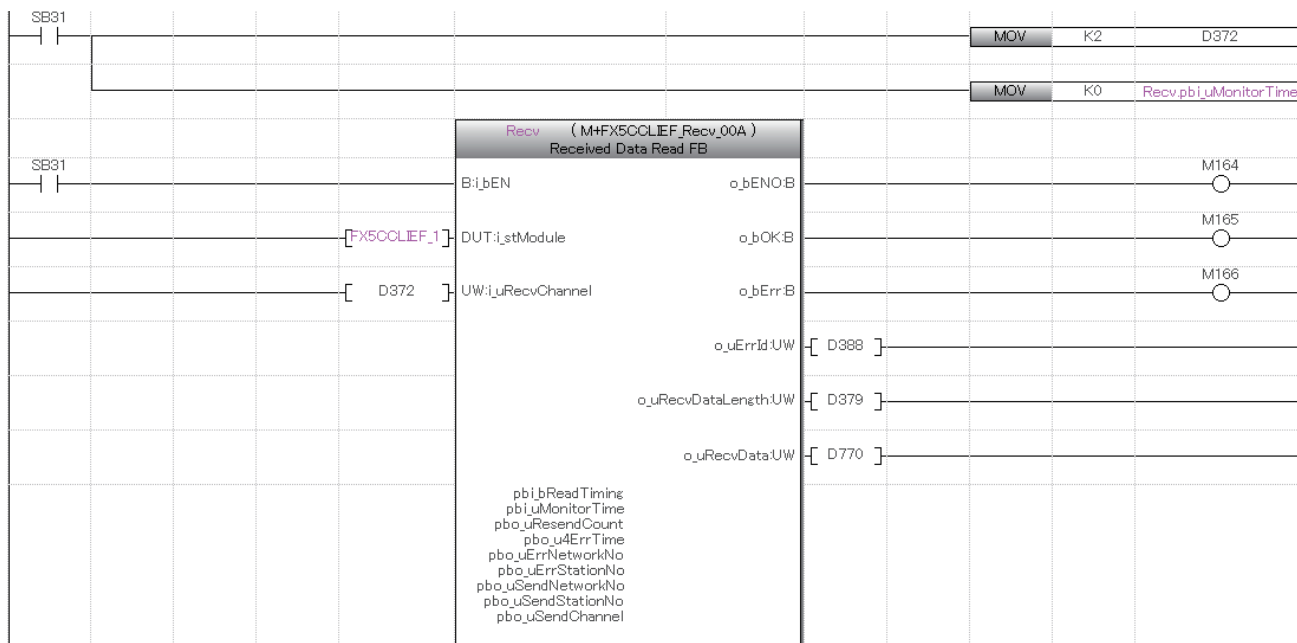 SB31
MOV K2 D372
MOV K0 Recv.pbi_uMonitorTime
Recv (M+FX5CCLIEF_Recv_00A)
Received Data Read FB
SB31
B:i_bEN o_bENO:B M164
FX5CCLIEF_1 DUT:i_stModule o_bOK:B M165
D372 UW:i_uRecvChannel o_bErr:B M166
o_uErrId:UW D388
o_uRecvDataLength:UW D379
o_uRecvData:UW D770
pbi_bReadTiming
pbi_uMonitorTime
pbo_uResendCount
pbo_u4ErrTime
pbo_uErrNetworkNo
pbo_uErrStationNo
pbo_uSendNetworkNo
pbo_uSendStationNo
pbo_uSendChannel